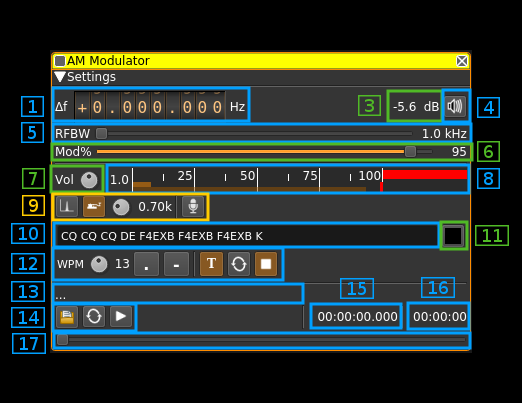 AM Modulator
Settings
1 Δf +0.000.000 Hz 3 -5.6 dB 4
5 RFBW 1.0 kHz
Mod% 95 6
7 Vol 1.0 25 50 75 100 8
9 0.70k
10 CQ CQ CQ DE F4EXB F4EXB F4EXB K 11
12 WPM 13 . - T
13 ... 15 16
14 00:00:00.000 00:00:00
17